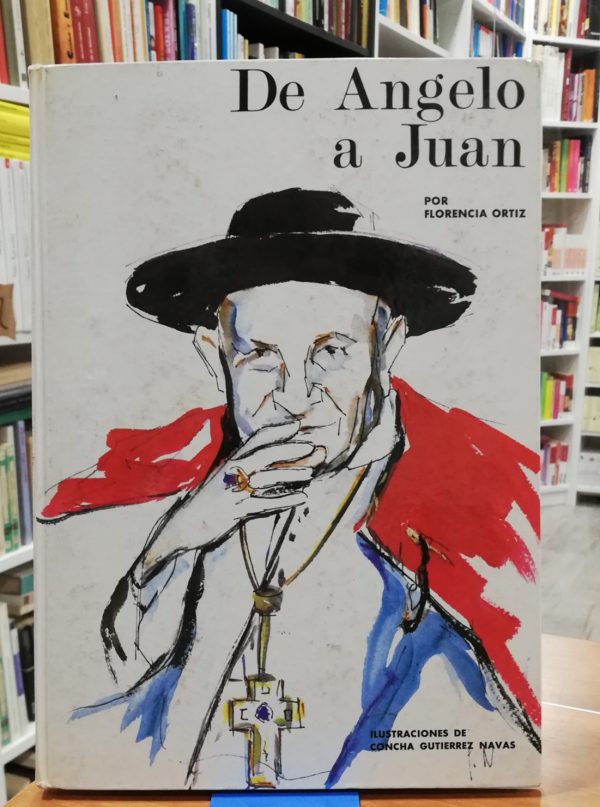 De Angelo
a Juan
POR
FLORENCIA ORTIZ
ILUSTRACIONES DE
CONCHA GUTIERREZ NAVAS